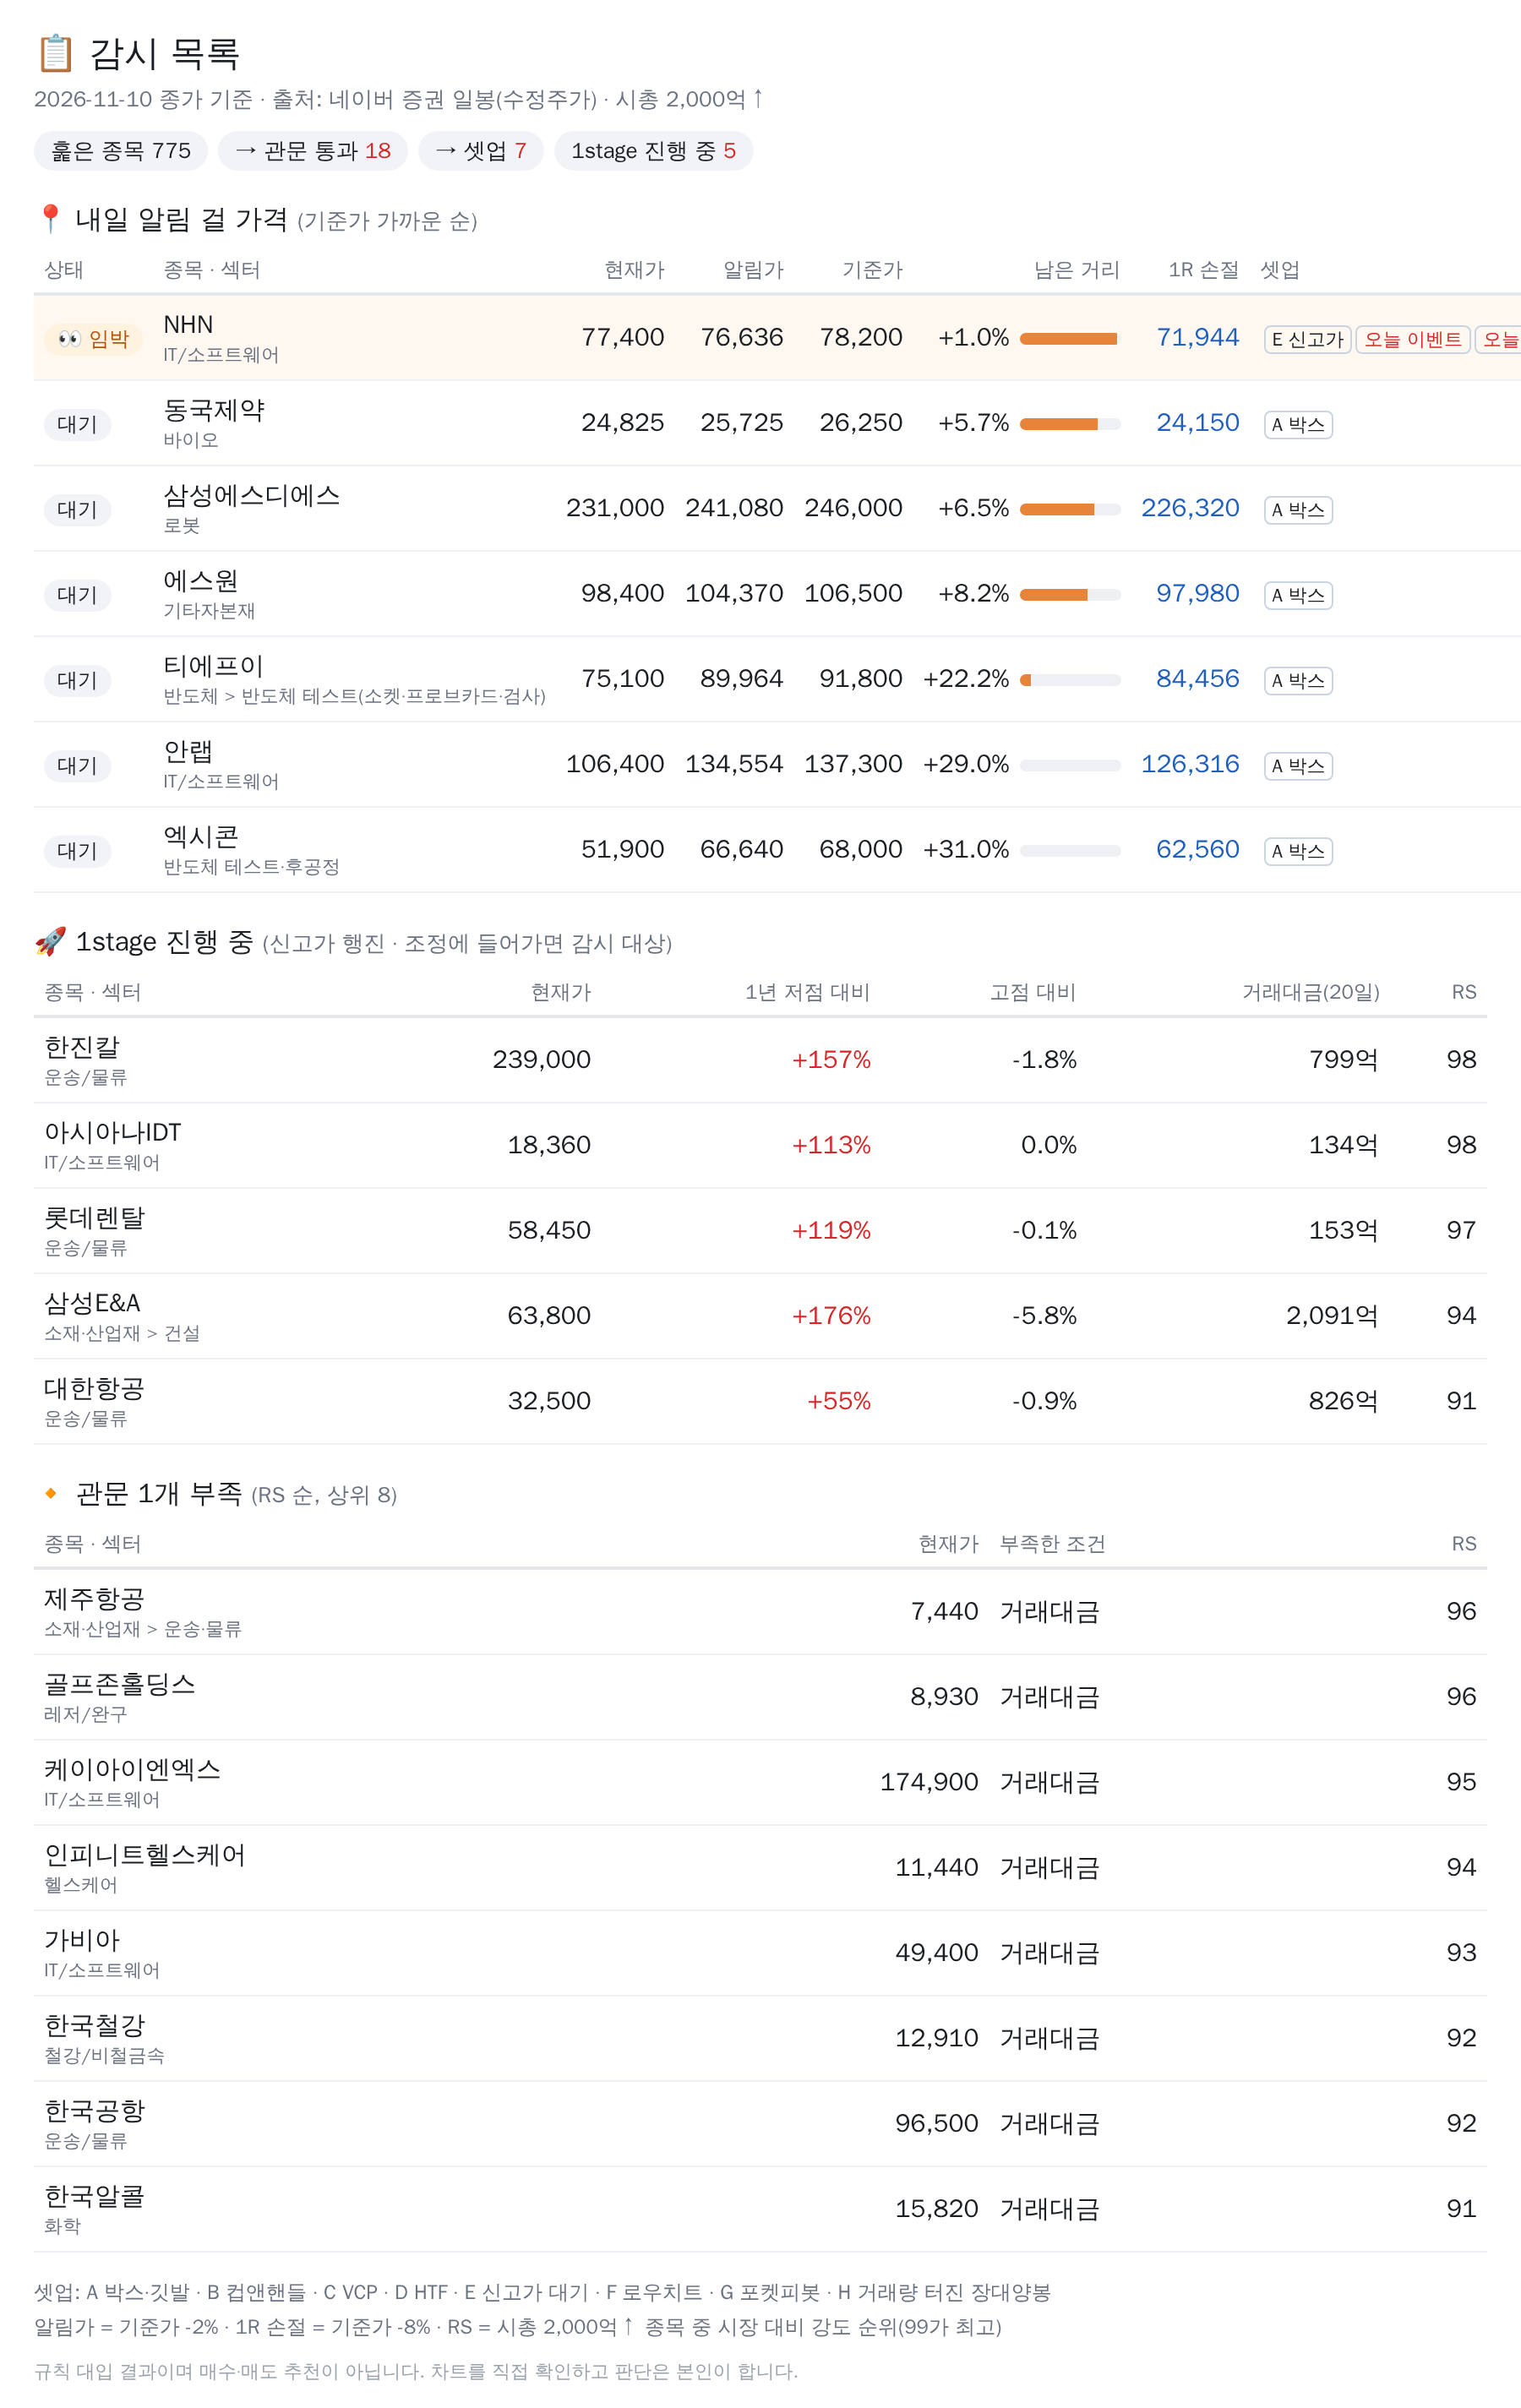 📋 감시 목록
2026-11-10 종가 기준 · 출처: 네이버 증권 일봉(수정주가) · 시총 2,000억↑
훑은 종목 775 → 관문 통과 18 → 셋업 7 1stage 진행 중 5
📍 내일 알림 걸 가격 (기준가 가까운 순)
상태 종목 · 섹터 현재가 알림가 기준가 남은 거리 1R 손절 셋업
👀 임박 NHN 77,400 76,636 78,200 +1.0% 71,944 E 신고가 오늘 이벤트 오늘
IT/소프트웨어
대기 동국제약 24,825 25,725 26,250 +5.7% 24,150 A 박스
바이오
대기 삼성에스디에스 231,000 241,080 246,000 +6.5% 226,320 A 박스
로봇
대기 에스원 98,400 104,370 106,500 +8.2% 97,980 A 박스
기타자본재
대기 티에프이 75,100 89,964 91,800 +22.2% 84,456 A 박스
반도체 > 반도체 테스트(소켓·프로브카드·검사)
대기 안랩 106,400 134,554 137,300 +29.0% 126,316 A 박스
IT/소프트웨어
대기 엑시콘 51,900 66,640 68,000 +31.0% 62,560 A 박스
반도체 테스트·후공정
🚀 1stage 진행 중 (신고가 행진 · 조정에 들어가면 감시 대상)
종목 · 섹터 현재가 1년 저점 대비 고점 대비 거래대금(20일) RS
한진칼 239,000 +157% -1.8% 799억 98
운송/물류
아시아나IDT 18,360 +113% 0.0% 134억 98
IT/소프트웨어
롯데렌탈 58,450 +119% -0.1% 153억 97
운송/물류
삼성E&A 63,800 +176% -5.8% 2,091억 94
소재·산업재 > 건설
대한항공 32,500 +55% -0.9% 826억 91
운송/물류
🔸 관문 1개 부족 (RS 순, 상위 8)
종목 · 섹터 현재가 부족한 조건 RS
제주항공 7,440 거래대금 96
소재·산업재 > 운송·물류
골프존홀딩스 8,930 거래대금 96
레저/완구
케이아이엔엑스 174,900 거래대금 95
IT/소프트웨어
인피니트헬스케어 11,440 거래대금 94
헬스케어
가비아 49,400 거래대금 93
IT/소프트웨어
한국철강 12,910 거래대금 92
철강/비철금속
한국공항 96,500 거래대금 92
운송/물류
한국알콜 15,820 거래대금 91
화학
셋업: A 박스·깃발 · B 컵앤핸들 · C VCP · D HTF · E 신고가 대기 · F 로우치트 · G 포켓피봇 · H 거래량 터진 장대양봉
알림가 = 기준가 -2% · 1R 손절 = 기준가 -8% · RS = 시총 2,000억↑ 종목 중 시장 대비 강도 순위(99가 최고)
규칙 대입 결과이며 매수·매도 추천이 아닙니다. 차트를 직접 확인하고 판단은 본인이 합니다.